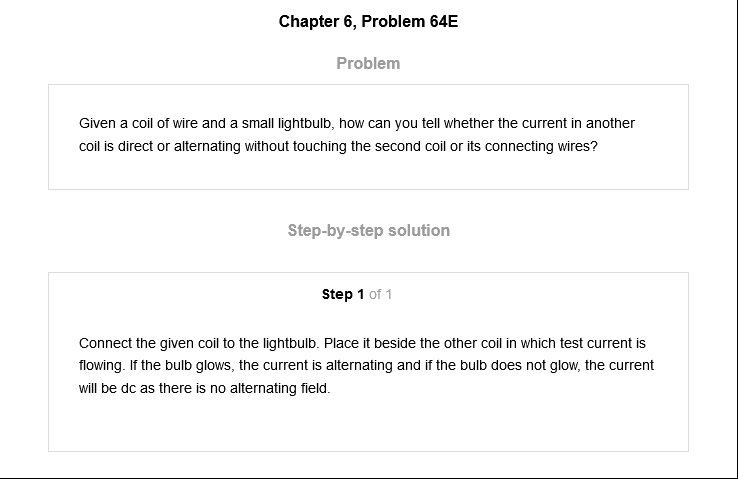 Chapter 6, Problem 64E
Problem
Given a coil of wire and a small lightbulb, how can you tell whether the current in another
coil is direct or alternating without touching the second coil or its connecting wires?
Step-by-step solution
Step 1 of 1
Connect the given coil to the lightbulb. Place it beside the other coil in which test current is
flowing. If the bulb glows, the current is alternating and if the bulb does not glow, the current
will be dc as there is no alternating field.